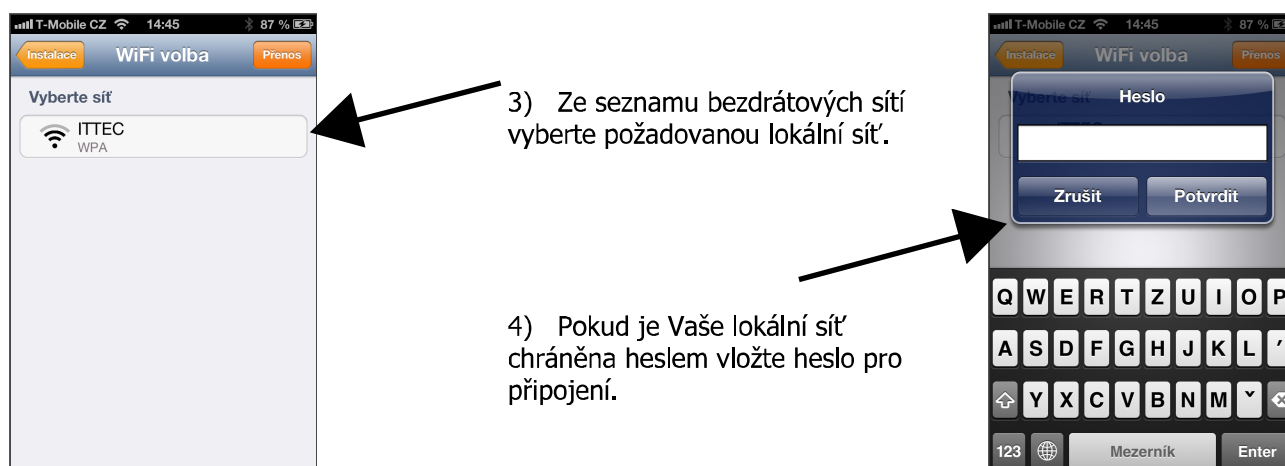 T-Mobile CZ 14:45 87 %
Instalace WiFi volba Přenos
Vyberte síť
ITTEC
WPA
3) Ze seznamu bezdrátových sítí
vyberte požadovanou lokální síť.
4) Pokud je Vaše lokální síť
chráněna heslem vložte heslo pro
připojení.
T-Mobile CZ 14:45 87 %
Instalace WiFi volba Přenos
Vyberte síť
Heslo
Zrušit Potvrdit
Q W E R T Z U I O P
A S D F G H J K L ´
Y X C V B N M ˇ
123 Mezerník Enter